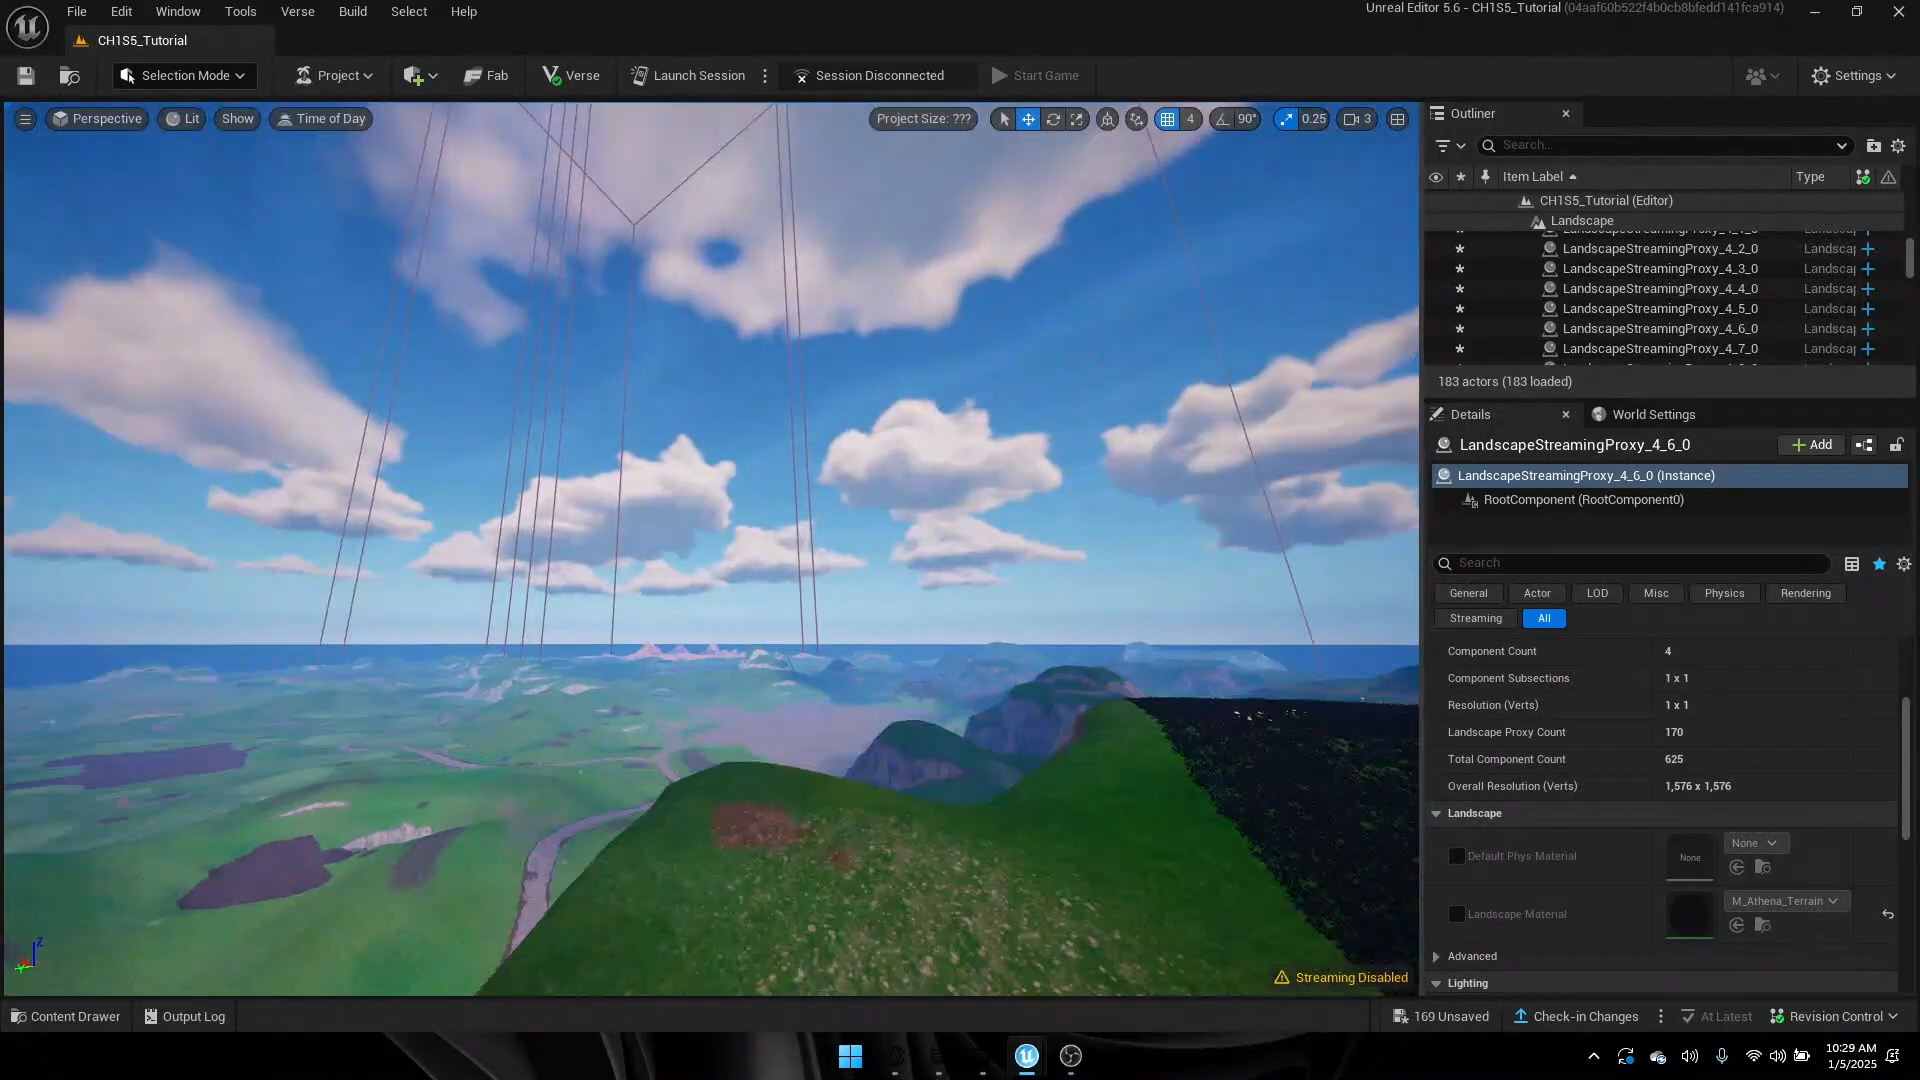 File Edit Window Tools Verse Build Select Help
Unreal Editor 5.6 - CH1S5_Tutorial (04aaf60b522f4b0cb8bfedd141fca914)
CH1S5_Tutorial
Selection Mode
Project
Fab
Verse
Launch Session
Session Disconnected
Start Game
Settings
Perspective
Lit
Show
Time of Day
Project Size: ???
4
90°
0.25
3
Outliner
Search...
Item Label
Type
CH1S5_Tutorial (Editor)
Landscape
LandscapeStreamingProxy_4_2_0 Landscap
LandscapeStreamingProxy_4_3_0 Landscap
LandscapeStreamingProxy_4_4_0 Landscap
LandscapeStreamingProxy_4_5_0 Landscap
LandscapeStreamingProxy_4_6_0 Landscap
LandscapeStreamingProxy_4_7_0 Landscap
183 actors (183 loaded)
Details
World Settings
LandscapeStreamingProxy_4_6_0
Add
LandscapeStreamingProxy_4_6_0 (Instance)
RootComponent (RootComponent0)
Search
General Actor LOD Misc Physics Rendering
Streaming All
Component Count 4
Component Subsections 1 x 1
Resolution (Verts) 1 x 1
Landscape Proxy Count 170
Total Component Count 625
Overall Resolution (Verts) 1,576 x 1,576
Landscape
Default Phys Material
None
None
Landscape Material
M_Athena_Terrain
Advanced
Lighting
Streaming Disabled
Z
Content Drawer
Output Log
169 Unsaved
Check-in Changes
At Latest
Revision Control
10:29 AM
1/5/2025